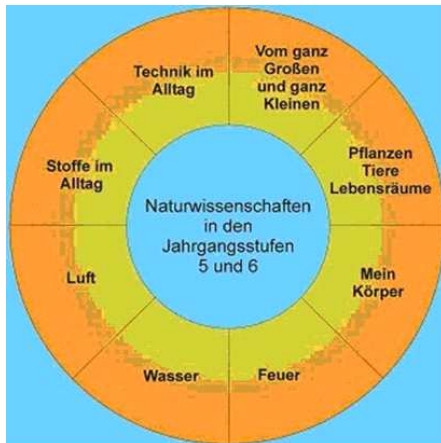 Technik im
Alltag
Vom ganz
Großen
und ganz
Kleinen
Stoffe im
Alltag
Pflanzen
Tiere
Lebensräume
Naturwissenschaften
in den
Jahrgangsstufen
5 und 6
Luft
Mein
Körper
Wasser
Feuer